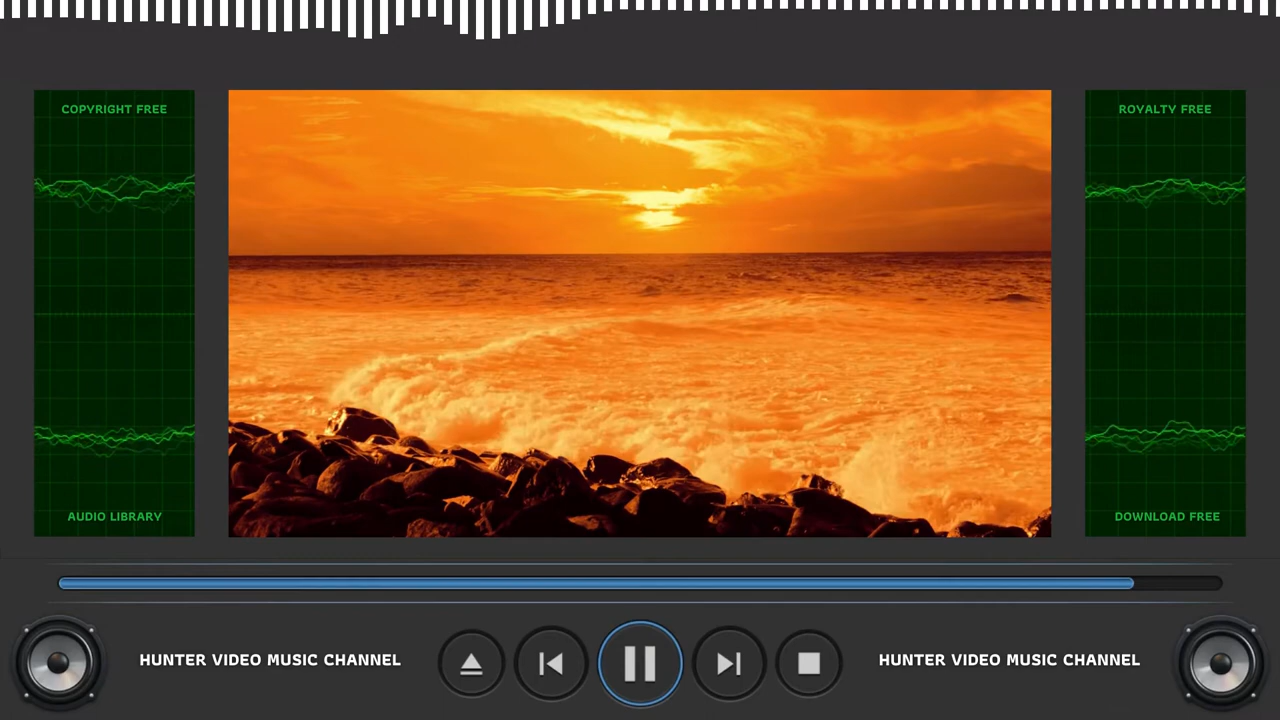 COPYRIGHT FREE
ROYALTY FREE
AUDIO LIBRARY
DOWNLOAD FREE
HUNTER VIDEO MUSIC CHANNEL
HUNTER VIDEO MUSIC CHANNEL